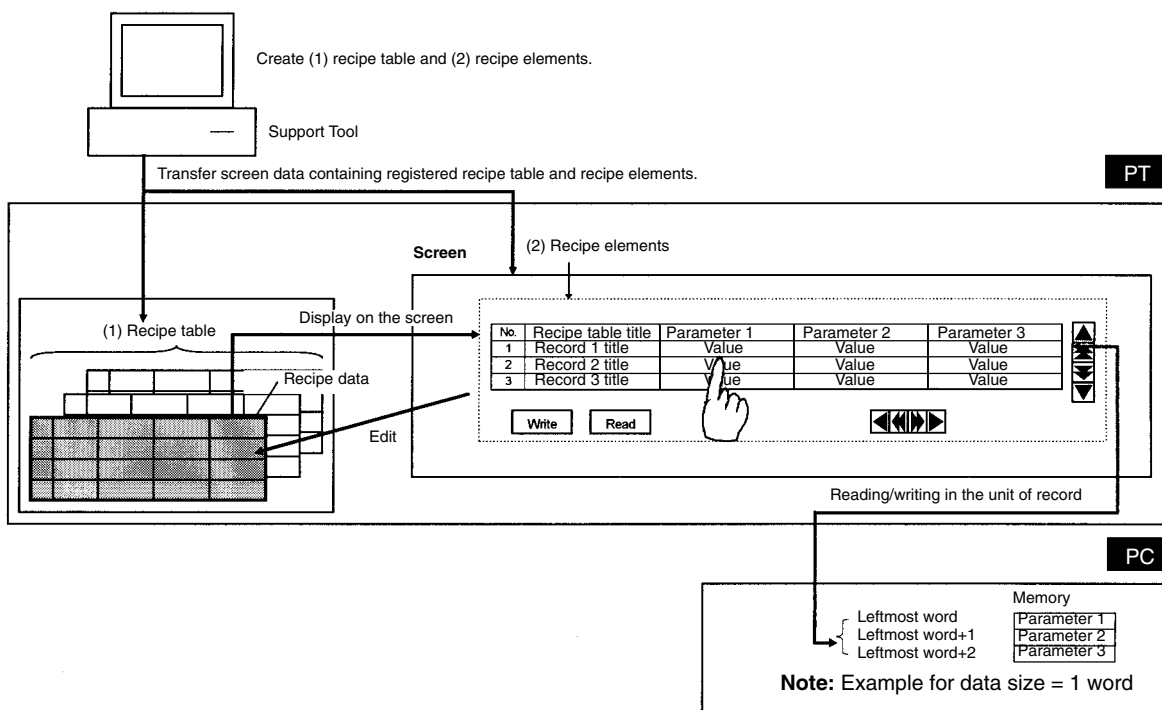 Create (1) recipe table and (2) recipe elements.
Support Tool
Transfer screen data containing registered recipe table and recipe elements.
PT
Screen
(2) Recipe elements
(1) Recipe table
Display on the screen
Recipe data
Edit
No. Recipe table title Parameter 1 Parameter 2 Parameter 3
1 Record 1 title Value Value Value
2 Record 2 title Value Value Value
3 Record 3 title Value Value Value
Write Read
Reading/writing in the unit of record
PC
Memory
Leftmost word Parameter 1
Leftmost word+1 Parameter 2
Leftmost word+2 Parameter 3
Note: Example for data size = 1 word